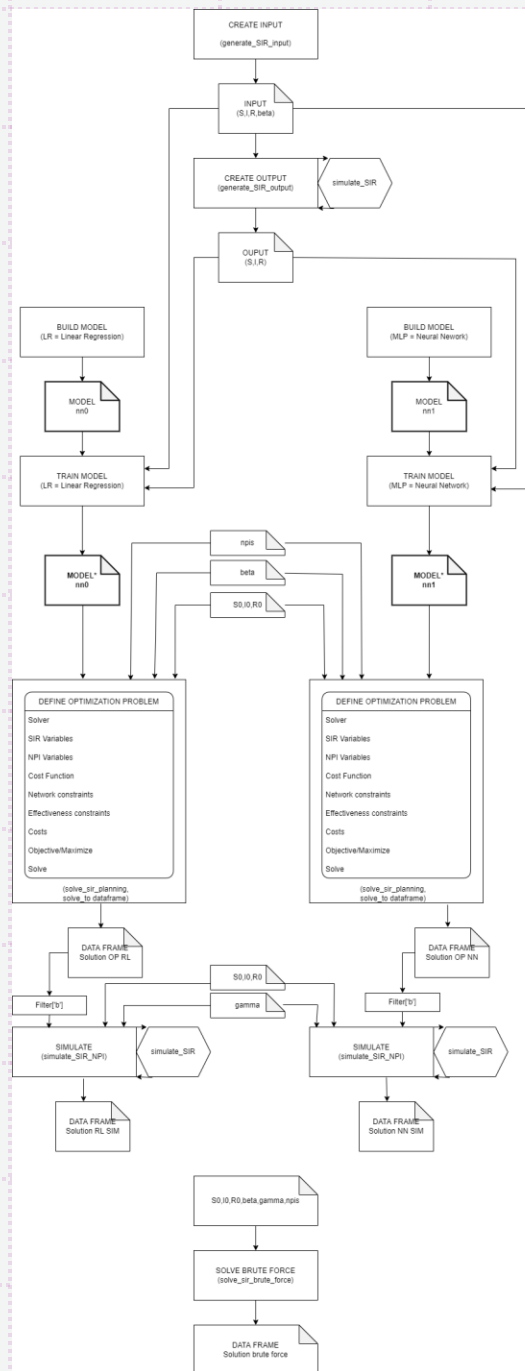 CREATE INPUT
(generate_SIR_input)
INPUT
(S,I,R,beta)
CREATE OUTPUT
(generate_SIR_output)
simulate_SIR
OUPUT
(S,I,R)
BUILD MODEL
(LR = Linear Regression)
BUILD MODEL
(MLP = Neural Nework)
MODEL
nn0
MODEL
nn1
TRAIN MODEL
(LR = Linear Regression)
TRAIN MODEL
(MLP = Neural Network)
MODEL*
nn0
npis
beta
S0,I0,R0
MODEL*
nn1
DEFINE OPTIMIZATION PROBLEM
Solver
SIR Variables
NPI Variables
Cost Function
Network constraints
Effectiveness constraints
Costs
Objective/Maximize
Solve
(solve_sir_planning,
solve_to dataframe)
DEFINE OPTIMIZATION PROBLEM
Solver
SIR Variables
NPI Variables
Cost Function
Network constraints
Effectiveness constraints
Costs
Objective/Maximize
Solve
(solve_sir_planning,
solve_to dataframe)
DATA FRAME
Solution OP RL
DATA FRAME
Solution OP NN
Filter['b']
S0,I0,R0
gamma
Filter['b']
SIMULATE
(simulate_SIR_NPI)
simulate_SIR
SIMULATE
(simulate_SIR_NPI)
simulate_SIR
DATA FRAME
Solution RL SIM
DATA FRAME
Solution NN SIM
S0,I0,R0,beta,gamma,npis
SOLVE BRUTE FORCE
(solve_sir_brute_force)
DATA FRAME
Solution brute force